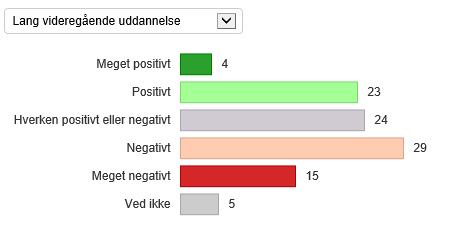 Lang videregående uddannelse
Meget positivt 4
Positivt 23
Hverken positivt eller negativt 24
Negativt 29
Meget negativt 15
Ved ikke 5